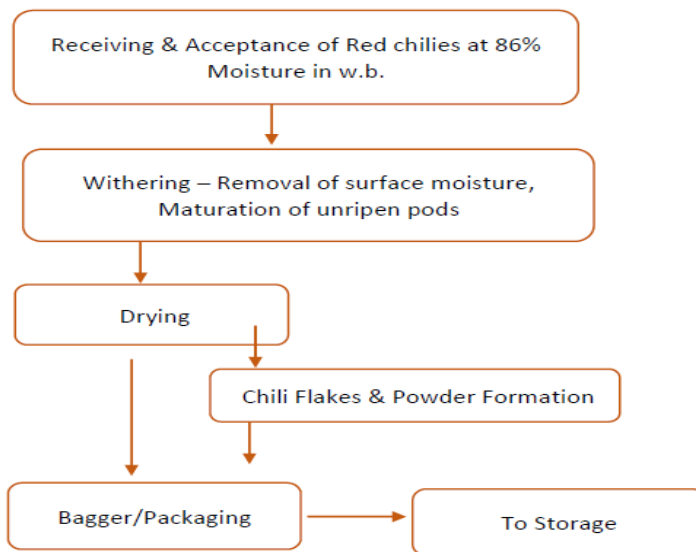 Receiving & Acceptance of Red chilies at 86%
Moisture in w.b.
Withering – Removal of surface moisture,
Maturation of unripen pods
Drying
Chili Flakes & Powder Formation
Bagger/Packaging
To Storage